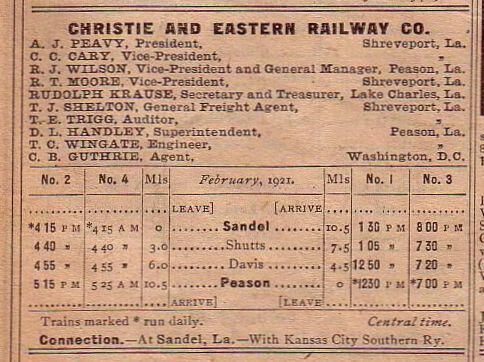 CHRISTIE AND EASTERN RAILWAY CO.
A. J. PEAVY, President, Shreveport, La.
C. C. CARY, Vice-President, „
R. J. WILSON, Vice-President and General Manager, Peason, La.
R. T. MOORE, Vice-President, Shreveport, La.
RUDOLPH KRAUSE, Secretary and Treasurer, Lake Charles, La.
T. J. SHELTON, General Freight Agent, Shreveport, La.
T. E. TRIGG, Auditor, „
D. L. HANDLEY, Superintendent, Peason, La.
T. C. WINGATE, Engineer, „
C. B. GUTHRIE, Agent, Washington, D.C.
No. 2 No. 4 Mls February, 1921. Mls No. 1 No. 3
LEAVE] [ARRIVE
*4 15 P M *4 15 A M 0 ........Sandel........ 10.5 1 30 P M 8 00 P M
4 40 „ 4 40 „ 3.0 ........Shutts........ 7.5 1 05 „ 7 30 „
4 55 „ 4 55 „ 6.0 ........Davis........ 4.5 12 50 „ 7 20 „
5 15 P M 5 25 A M 10.5 ........Peason........ 0 *1230 P M *7 00 P M
ARRIVE] [LEAVE
Trains marked * run daily. Central time.
Connection.—At Sandel, La.—With Kansas City Southern Ry.